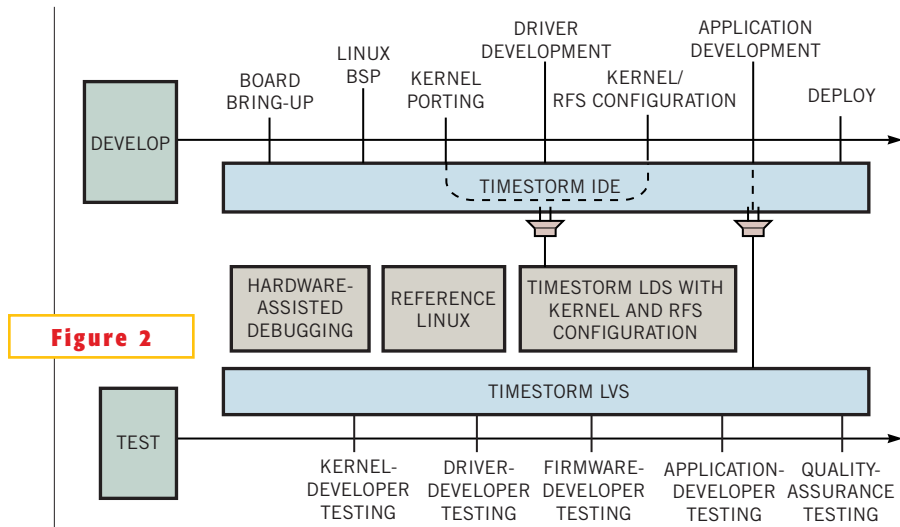 DRIVER
DEVELOPMENT
APPLICATION
DEVELOPMENT
LINUX
BSP
BOARD
BRING-UP
KERNEL
PORTING
KERNEL/
RFS CONFIGURATION
DEPLOY
DEVELOP
TIMESTORM IDE
HARDWARE-
ASSISTED
DEBUGGING
REFERENCE
LINUX
TIMESTORM LDS WITH
KERNEL AND RFS
CONFIGURATION
Figure 2
TIMESTORM LVS
TEST
KERNEL-
DEVELOPER
TESTING
DRIVER-
DEVELOPER
TESTING
FIRMWARE-
DEVELOPER
TESTING
APPLICATION-
DEVELOPER
TESTING
QUALITY-
ASSURANCE
TESTING